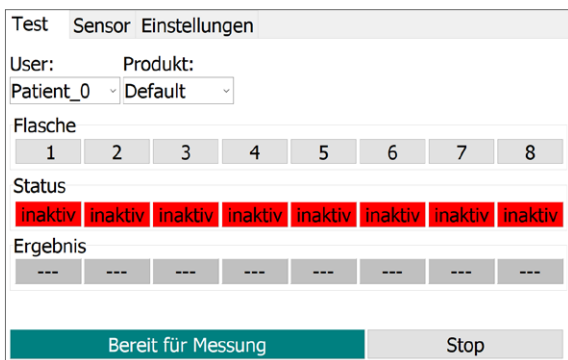 Test Sensor Einstellungen
User: Produkt:
Patient_0 Default
Flasche
1 2 3 4 5 6 7 8
Status
inaktiv inaktiv inaktiv inaktiv inaktiv inaktiv inaktiv inaktiv
Ergebnis
--- --- --- --- --- --- --- ---
Bereit für Messung Stop